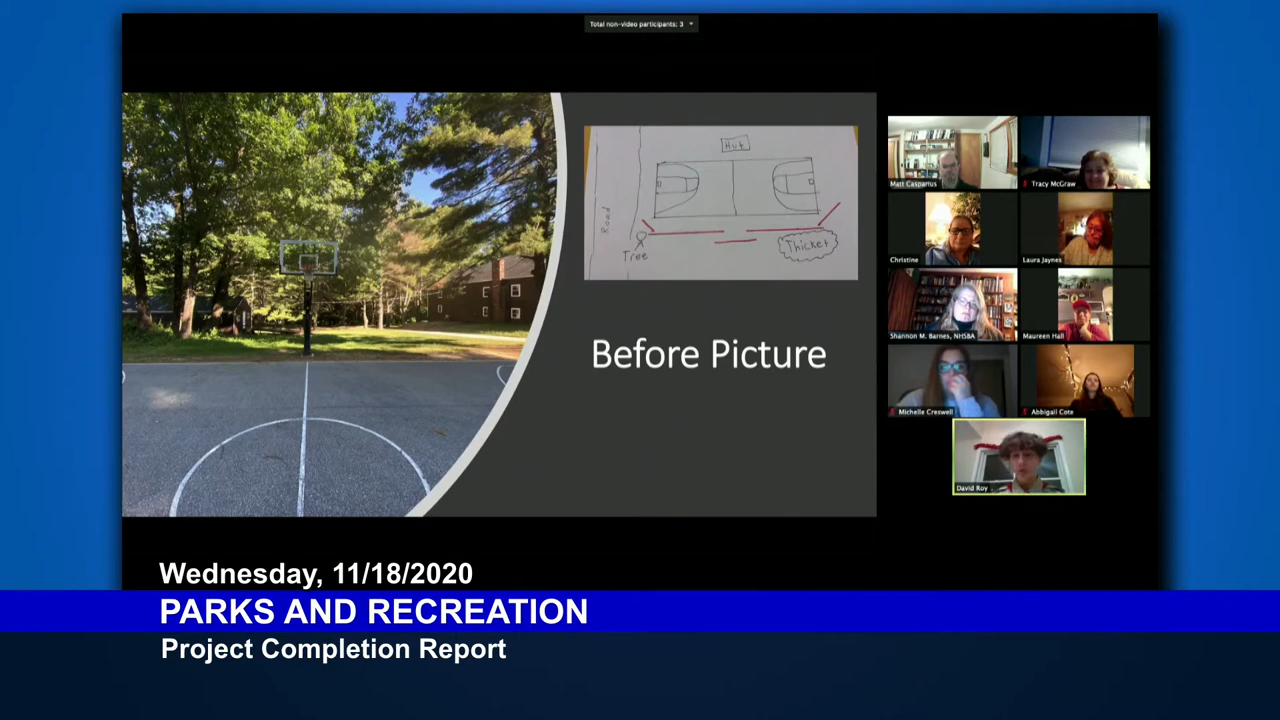 Total non-video participants: 3
Hut
Road
Tree
Thicket
Before Picture
Matt Casparius
Tracy McGraw
Christine
Laura Jaynes
Shannon M. Barnes, NHSBA
Maureen Hall
Michelle Creswell
Abbigail Cote
David Roy
Wednesday, 11/18/2020
PARKS AND RECREATION
Project Completion Report